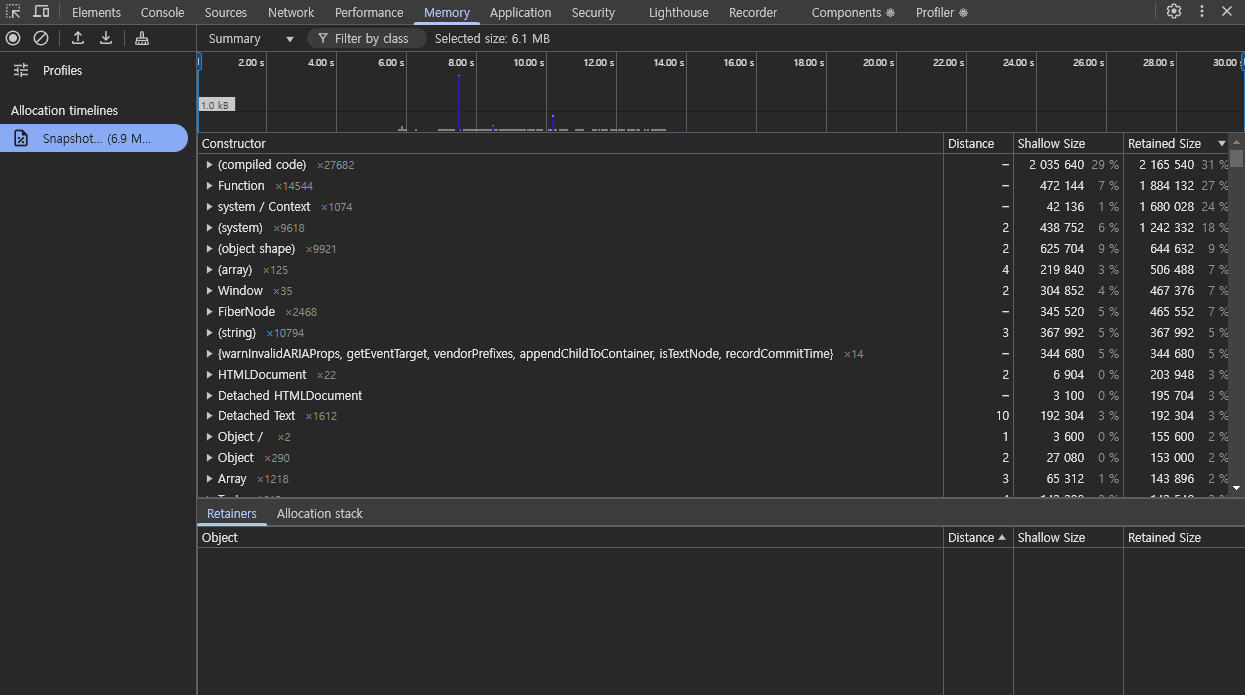 Elements Console Sources Network Performance Memory Application Security Lighthouse Recorder Components Profiler
Summary Filter by class Selected size: 6.1 MB
Profiles
Allocation timelines
Snapshot... (6.9 M...
2.00 s 4.00 s 6.00 s 8.00 s 10.00 s 12.00 s 14.00 s 16.00 s 18.00 s 20.00 s 22.00 s 24.00 s 26.00 s 28.00 s 30.00
1.0 kB
Constructor Distance Shallow Size Retained Size
(compiled code) ×27682 – 2 035 640 29 % 2 165 540 31 %
Function ×14544 – 472 144 7 % 1 884 132 27 %
system / Context ×1074 – 42 136 1 % 1 680 028 24 %
(system) ×9618 2 438 752 6 % 1 242 332 18 %
(object shape) ×9921 2 625 704 9 % 644 632 9 %
(array) ×125 4 219 840 3 % 506 488 7 %
Window ×35 2 304 852 4 % 467 376 7 %
FiberNode ×2468 – 345 520 5 % 465 552 7 %
(string) ×10794 3 367 992 5 % 367 992 5 %
{warnInvalidARIAProps, getEventTarget, vendorPrefixes, appendChildToContainer, isTextNode, recordCommitTime} ×14 – 344 680 5 % 344 680 5 %
HTMLDocument ×22 2 6 904 0 % 203 948 3 %
Detached HTMLDocument – 3 100 0 % 195 704 3 %
Detached Text ×1612 10 192 304 3 % 192 304 3 %
Object / ×2 1 3 600 0 % 155 600 2 %
Object ×290 2 27 080 0 % 153 000 2 %
Array ×1218 3 65 312 1 % 143 896 2 %
Retainers Allocation stack
Object Distance Shallow Size Retained Size